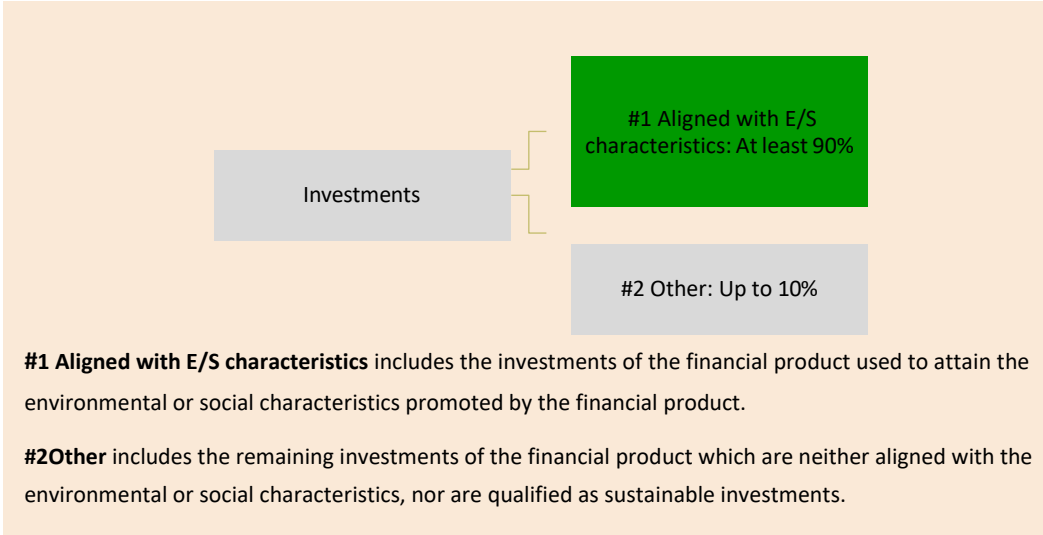 #1 Aligned with E/S
characteristics: At least 90%
Investments
#2 Other: Up to 10%
#1 Aligned with E/S characteristics includes the investments of the financial product used to attain the
environmental or social characteristics promoted by the financial product.
#2Other includes the remaining investments of the financial product which are neither aligned with the
environmental or social characteristics, nor are qualified as sustainable investments.